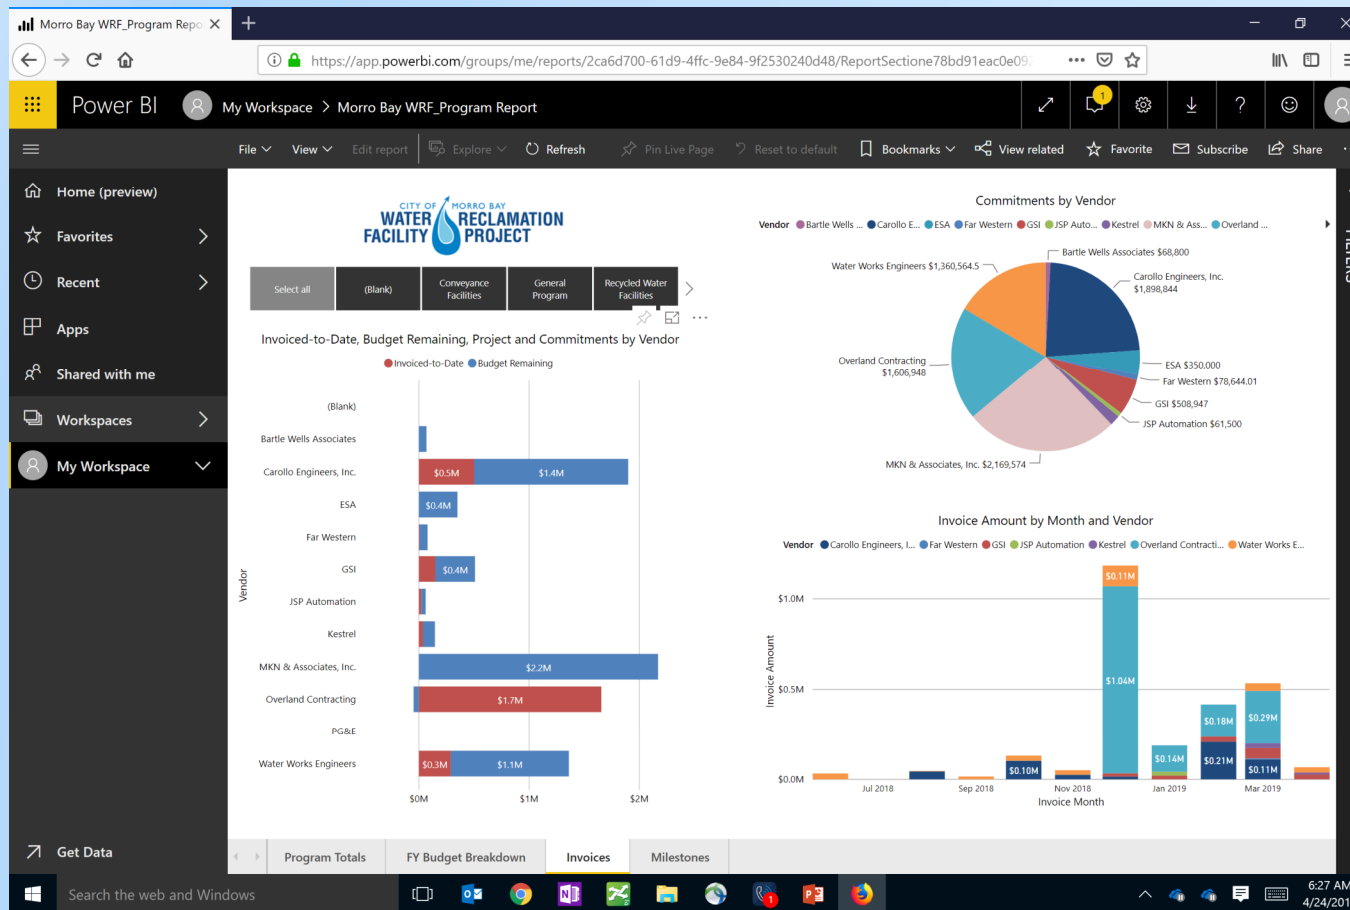 Morro Bay WRF_Program Repo
https://app.powerbi.com/groups/me/reports/2ca6d700-61d9-4ffc-9e84-9f2530240d48/ReportSectione78bd91eac0e09
Power BI
My Workspace > Morro Bay WRF_Program Report
1
?
File
View
Edit report
Explore
Refresh
Pin Live Page
Reset to default
Bookmarks
View related
Favorite
Subscribe
Share
Home (preview)
Favorites
Recent
Apps
Shared with me
Workspaces
My Workspace
Get Data
FILTERS
CITY OF MORRO BAY
WATER RECLAMATION
FACILITY PROJECT
Select all
(Blank)
Conveyance
Facilities
General
Program
Recycled Water
Facilities
Invoiced-to-Date, Budget Remaining, Project and Commitments by Vendor
Invoiced-to-Date Budget Remaining
Vendor
(Blank)
Bartle Wells Associates
Carollo Engineers, Inc. $0.5M $1.4M
ESA $0.4M
Far Western
GSI $0.4M
JSP Automation
Kestrel
MKN & Associates, Inc. $2.2M
Overland Contracting $1.7M
PG&E
Water Works Engineers $0.3M $1.1M
$0M $1M $2M
Commitments by Vendor
Vendor Bartle Wells ... Carollo E... ESA Far Western GSI JSP Auto... Kestrel MKN & Ass... Overland ...
Bartle Wells Associates $68,800
Water Works Engineers $1,360,564.5
Carollo Engineers, Inc.
$1,898,844
Overland Contracting
$1,606,948
ESA $350,000
Far Western $78,644.01
GSI $508,947
JSP Automation $61,500
MKN & Associates, Inc. $2,169,574
Invoice Amount by Month and Vendor
Vendor Carollo Engineers, I... Far Western GSI JSP Automation Kestrel Overland Contracti... Water Works E...
Invoice Amount
$1.0M
$0.5M
$0.0M
$0.10M
$0.11M
$1.04M
$0.14M
$0.18M
$0.21M
$0.29M
$0.11M
Jul 2018 Sep 2018 Nov 2018 Jan 2019 Mar 2019
Invoice Month
Program Totals
FY Budget Breakdown
Invoices
Milestones
Search the web and Windows
1
6:27 AM
4/24/201